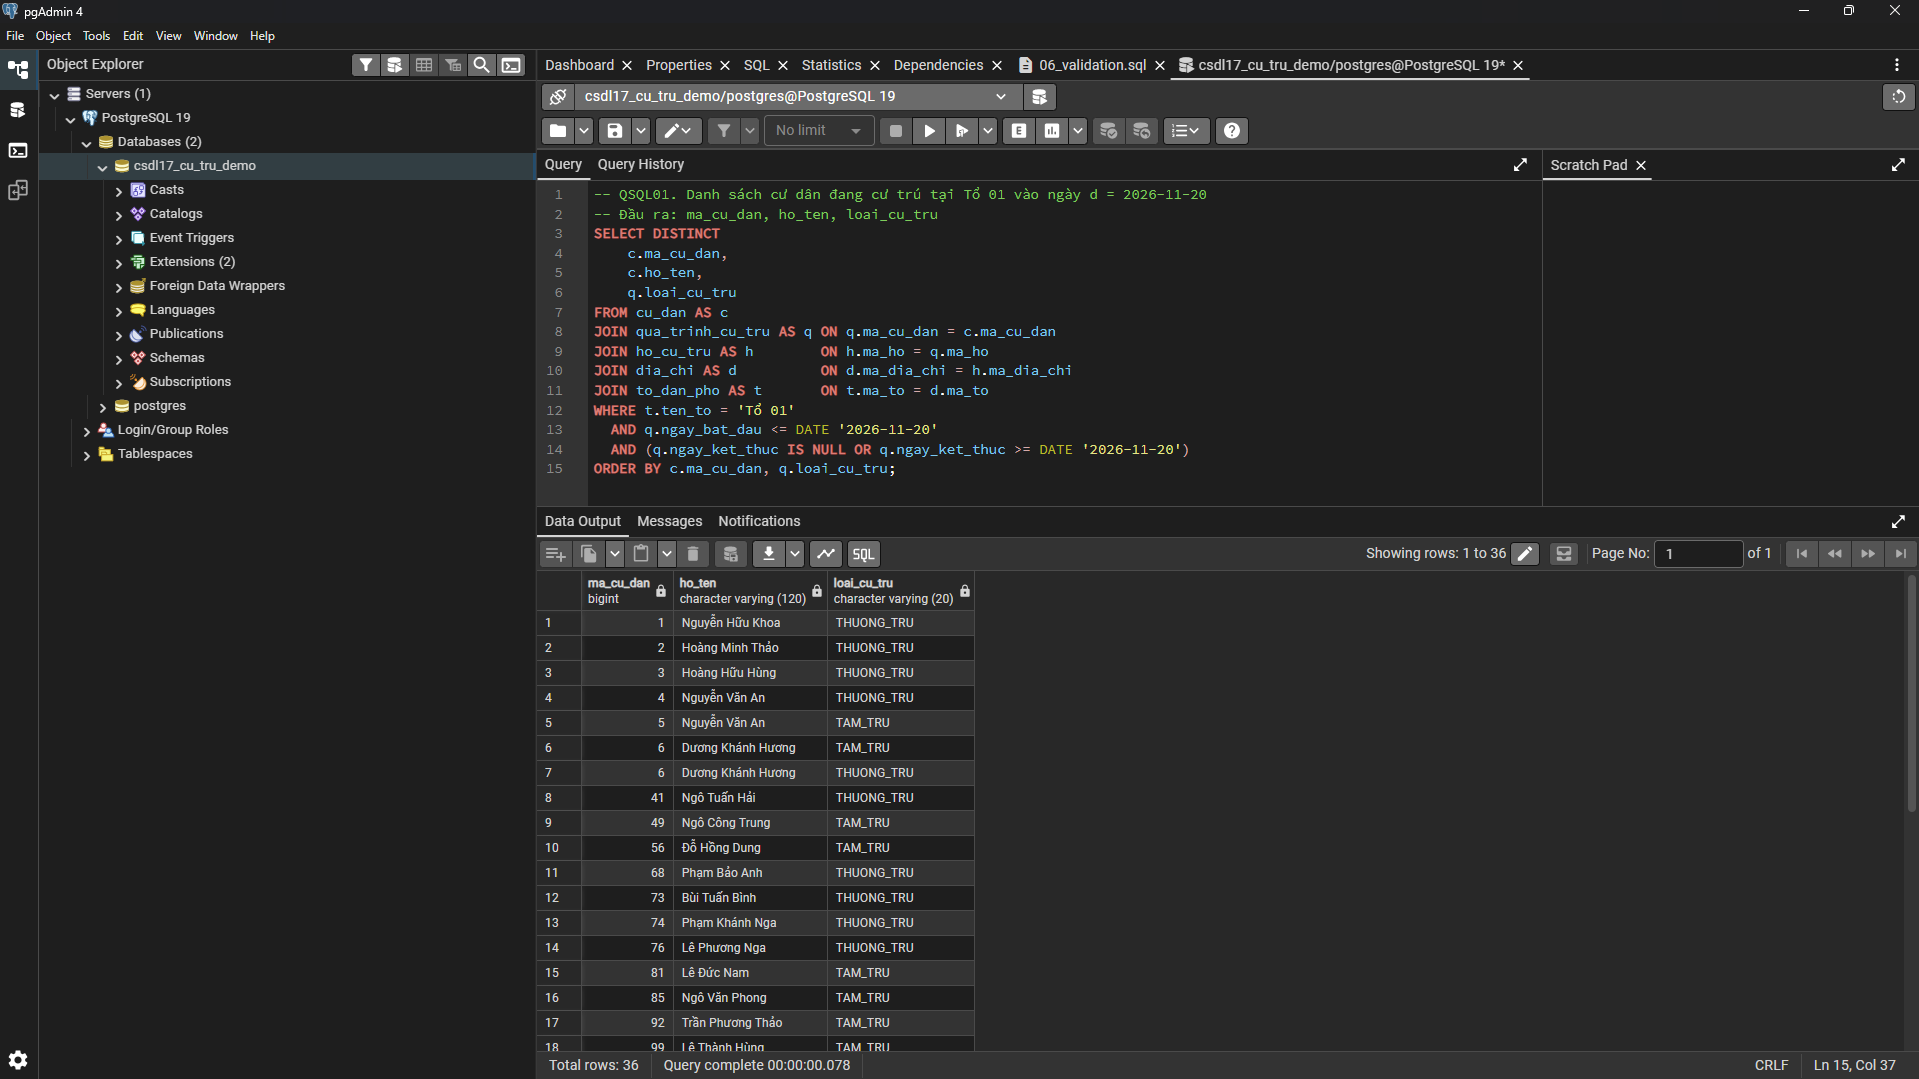 pgAdmin 4
File Object Tools Edit View Window Help
Object Explorer
Servers (1)
PostgreSQL 19
Databases (2)
csdl17_cu_tru_demo
Casts
Catalogs
Event Triggers
Extensions (2)
Foreign Data Wrappers
Languages
Publications
Schemas
Subscriptions
postgres
Login/Group Roles
Tablespaces
Dashboard Properties SQL Statistics Dependencies 06_validation.sql csdl17_cu_tru_demo/postgres@PostgreSQL 19*
csdl17_cu_tru_demo/postgres@PostgreSQL 19
No limit E
Query Query History
Scratch Pad
1 -- QSQL01. Danh sách cư dân đang cư trú tại Tổ 01 vào ngày d = 2026-11-20
2 -- Đầu ra: ma_cu_dan, ho_ten, loai_cu_tru
3 SELECT DISTINCT
4 c.ma_cu_dan,
5 c.ho_ten,
6 q.loai_cu_tru
7 FROM cu_dan AS c
8 JOIN qua_trinh_cu_tru AS q ON q.ma_cu_dan = c.ma_cu_dan
9 JOIN ho_cu_tru AS h ON h.ma_ho = q.ma_ho
10 JOIN dia_chi AS d ON d.ma_dia_chi = h.ma_dia_chi
11 JOIN to_dan_pho AS t ON t.ma_to = d.ma_to
12 WHERE t.ten_to = 'Tổ 01'
13 AND q.ngay_bat_dau <= DATE '2026-11-20'
14 AND (q.ngay_ket_thuc IS NULL OR q.ngay_ket_thuc >= DATE '2026-11-20')
15 ORDER BY c.ma_cu_dan, q.loai_cu_tru;
Data Output Messages Notifications
SQL Showing rows: 1 to 36 Page No: 1 of 1
ma_cu_dan ho_ten loai_cu_tru
bigint character varying (120) character varying (20)
1 1 Nguyễn Hữu Khoa THUONG_TRU
2 2 Hoàng Minh Thảo THUONG_TRU
3 3 Hoàng Hữu Hùng THUONG_TRU
4 4 Nguyễn Văn An THUONG_TRU
5 5 Nguyễn Văn An TAM_TRU
6 6 Dương Khánh Hương TAM_TRU
7 6 Dương Khánh Hương THUONG_TRU
8 41 Ngô Tuấn Hải THUONG_TRU
9 49 Ngô Công Trung TAM_TRU
10 56 Đỗ Hồng Dung TAM_TRU
11 68 Phạm Bảo Anh THUONG_TRU
12 73 Bùi Tuấn Bình THUONG_TRU
13 74 Phạm Khánh Nga THUONG_TRU
14 76 Lê Phương Nga THUONG_TRU
15 81 Lê Đức Nam TAM_TRU
16 85 Ngô Văn Phong TAM_TRU
17 92 Trần Phương Thảo TAM_TRU
18 99 Lê Thành Hùng TAM_TRU
Total rows: 36 Query complete 00:00:00.078 CRLF Ln 15, Col 37